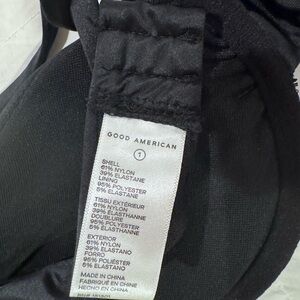 GOOD AMERICAN
1
SHELL
61% NYLON
39% ELASTANE
LINING
95% POLYESTER
5% ELASTANE
TISSU EXTÉRIEUR
61% NYLON
39% ÉLASTHANNE
DOUBLURE
95% POLYESTER
5% ÉLASTHANNE
EXTERIOR
61% NYLON
39% ELASTANO
FORRO
95% POLIÉSTER
5% ELASTANO
MADE IN CHINA
FABRIQUÉ EN CHINE
HECHO EN CHINA